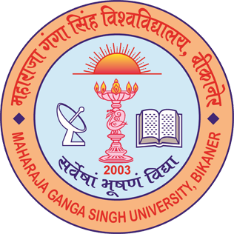 महाराजा गंगा सिंह विश्वविद्यालय, बीकानेर
2003
सर्वेषां भूषणं विद्या
MAHARAJA GANGA SINGH UNIVERSITY, BIKANER